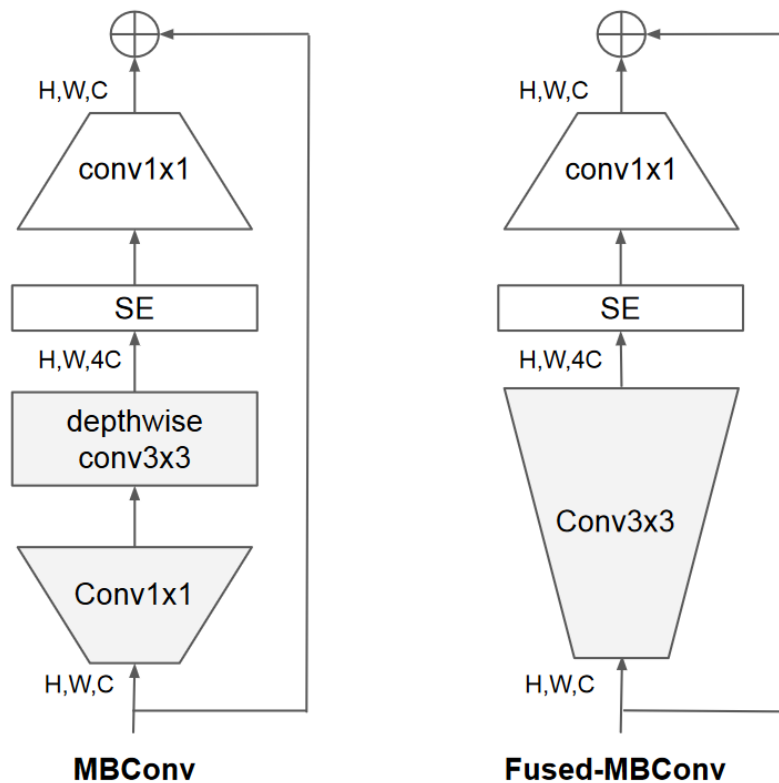 H,W,C
conv1x1
SE
H,W,4C
depthwise
conv3x3
Conv1x1
H,W,C
MBConv
H,W,C
conv1x1
SE
H,W,4C
Conv3x3
H,W,C
Fused-MBConv